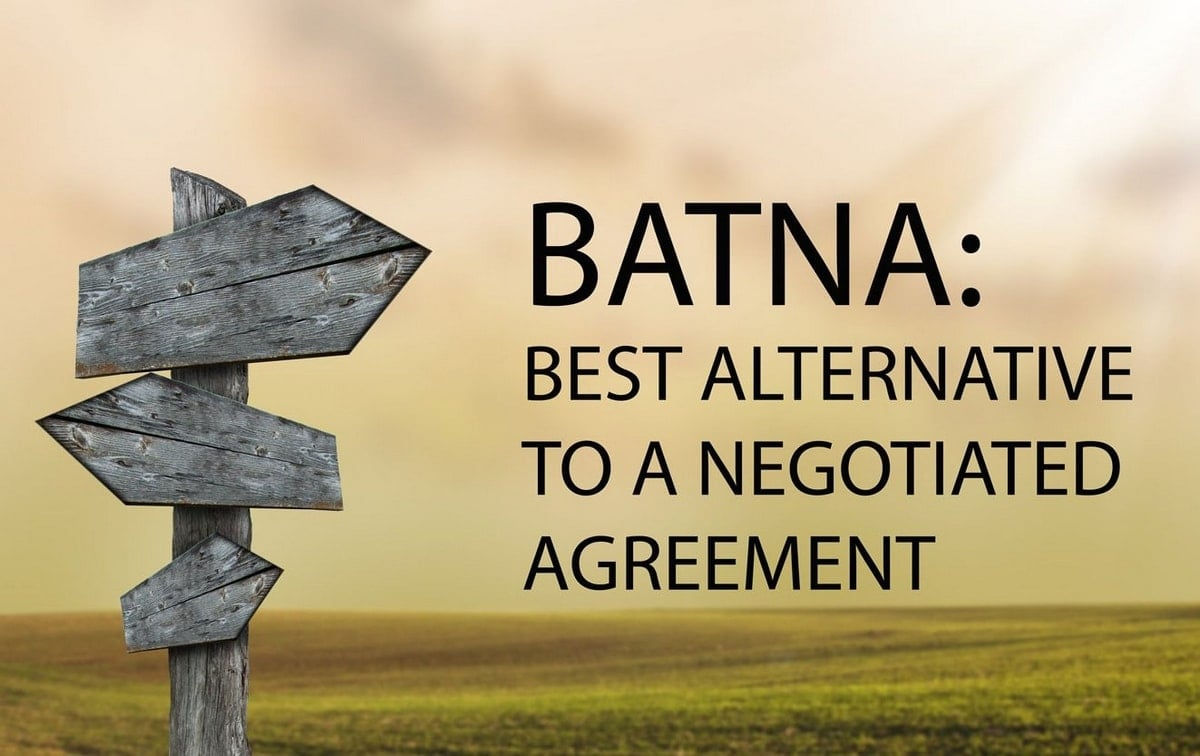 BATNA:
BEST ALTERNATIVE
TO A NEGOTIATED
AGREEMENT